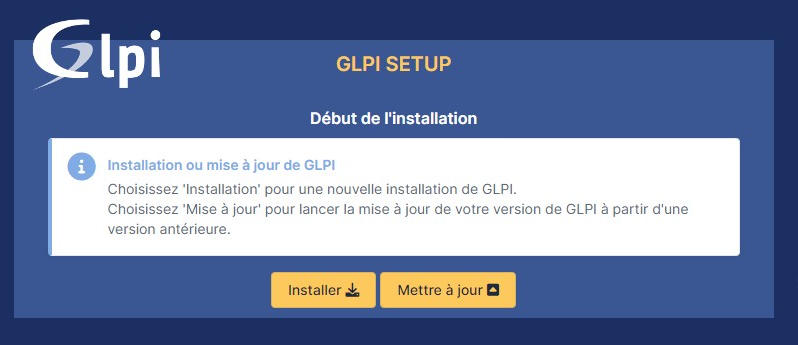 Glpi
GLPI SETUP
Début de l'installation
Installation ou mise à jour de GLPI
Choisissez 'Installation' pour une nouvelle installation de GLPI.
Choisissez 'Mise à jour' pour lancer la mise à jour de votre version de GLPI à partir d'une
version antérieure.
Installer
Mettre à jour